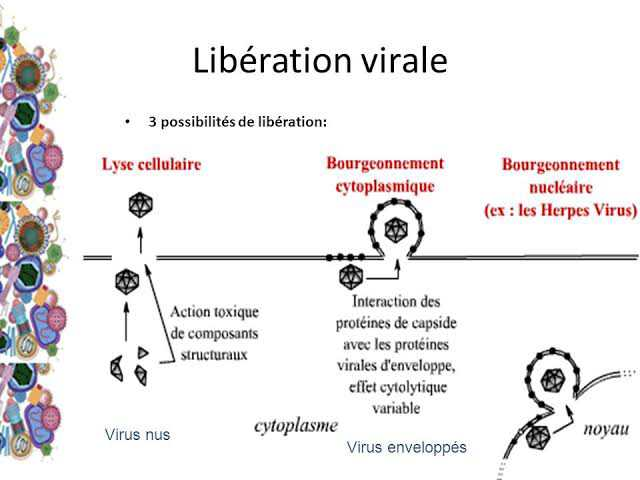 Libération virale
• 3 possibilités de libération:
Lyse cellulaire
Bourgeonnement
cytoplasmique
Bourgeonnement
nucléaire
(ex : les Herpes Virus)
Action toxique
de composants
structuraux
Interaction des
protéines de capside
avec les protéines
virales d'enveloppe,
effet cytolytique
variable
Virus nus
cytoplasme
Virus enveloppés
noyau